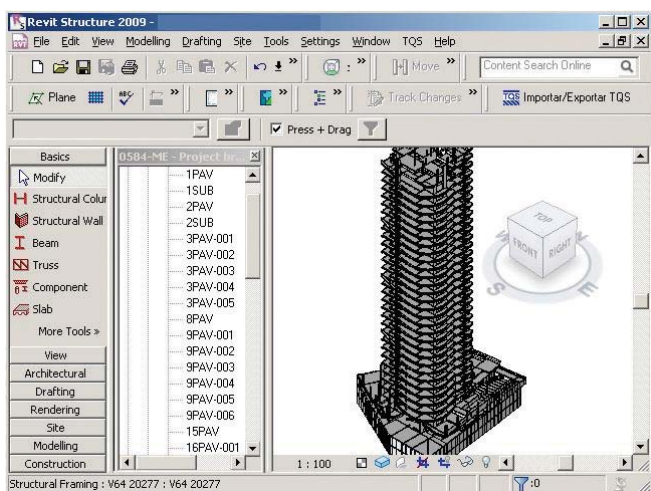 Revit Structure 2009 -
File Edit View Modelling Drafting Site Tools Settings Window TQS Help
Move
Content Search Online
Plane
Track Changes
TQS Importar/Exportar TQS
Press + Drag
Basics
Modify
Structural Colur
Structural Wall
Beam
Truss
Component
Slab
More Tools »
View
Architectural
Drafting
Rendering
Site
Modelling
Construction
0584-ME - Project br...
1PAV
1SUB
2PAV
2SUB
3PAV-001
3PAV-002
3PAV-003
3PAV-004
3PAV-005
8PAV
9PAV-001
9PAV-002
9PAV-003
9PAV-004
9PAV-005
9PAV-006
15PAV
16PAV-001
TOP
FRONT RIGHT
S E
1 : 100
Structural Framing : V64 20277 : V64 20277
:0